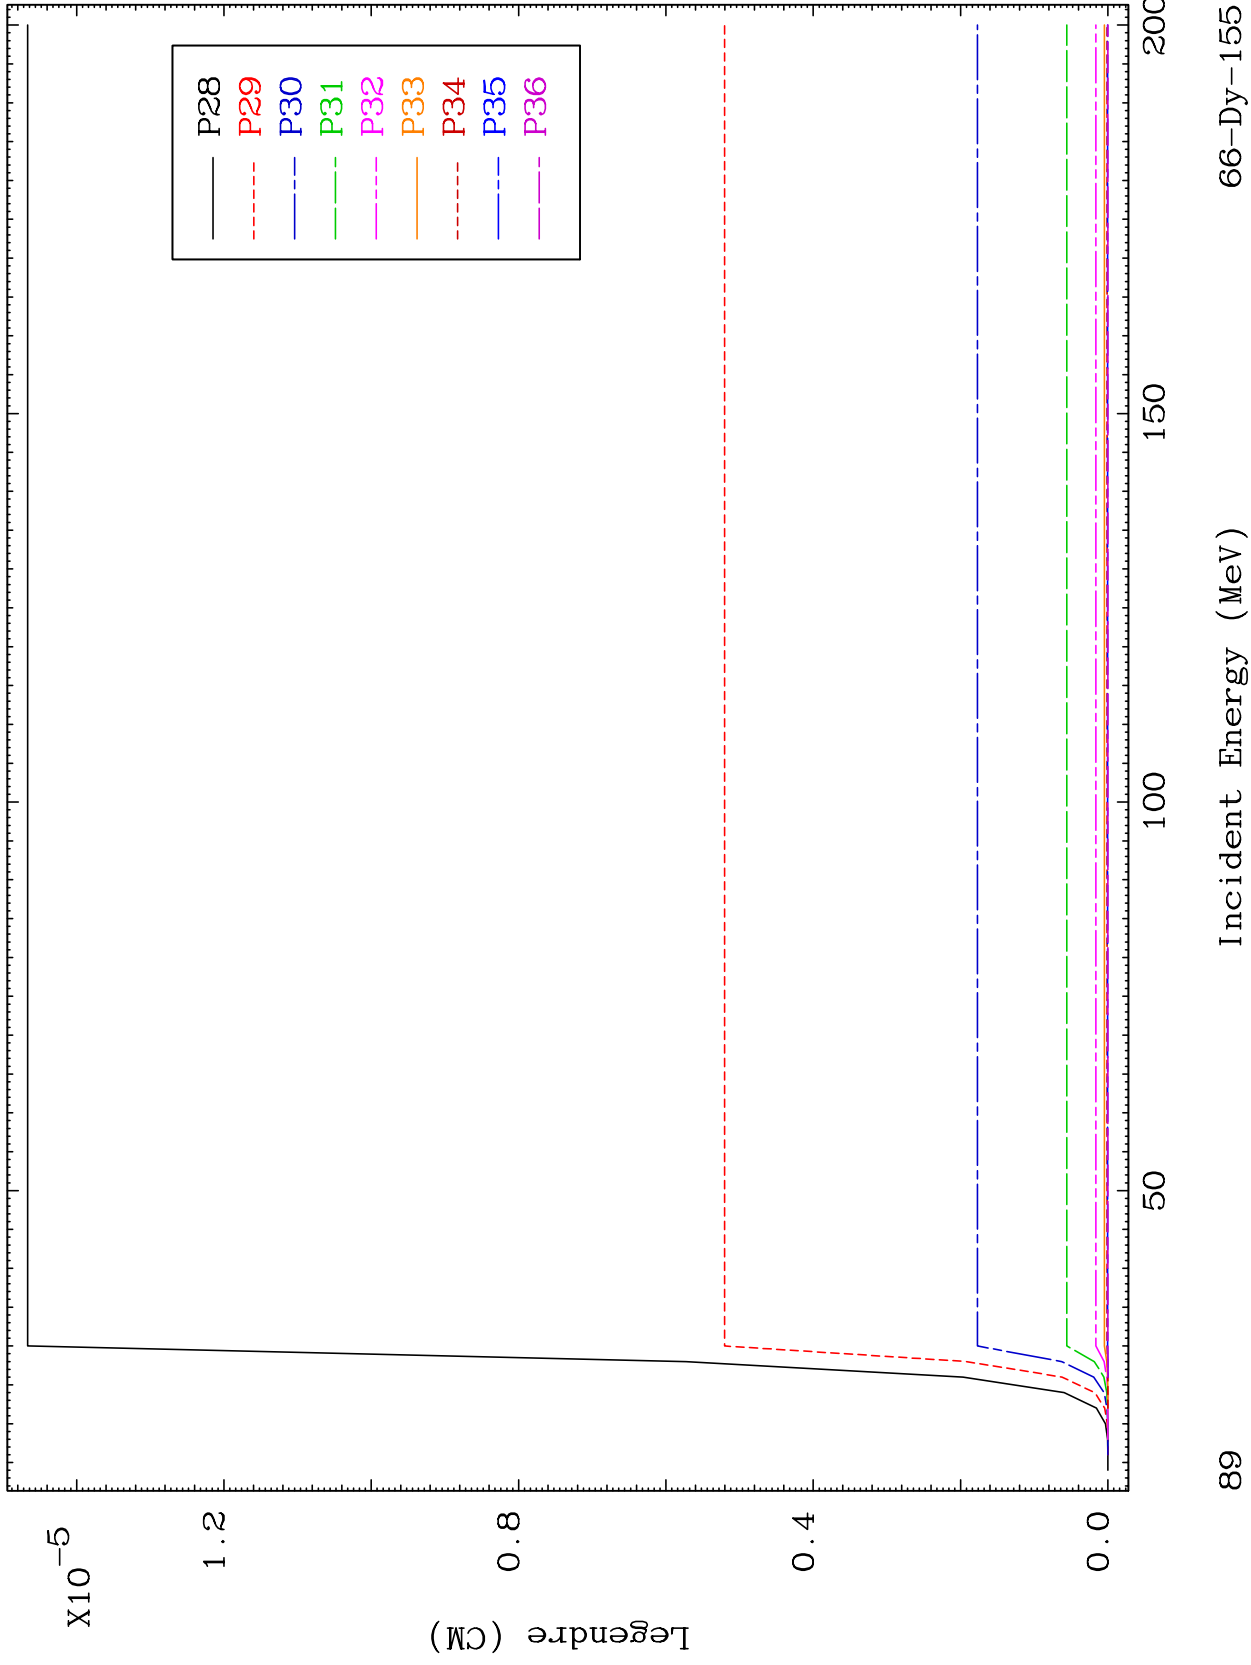 X10-5
1.2
0.8
0.4
0.0
Legendre (CM)
P28
P29
P30
P31
P32
P33
P34
P35
P36
50
100
150
200
Incident Energy (MeV)
89
66-Dy-155